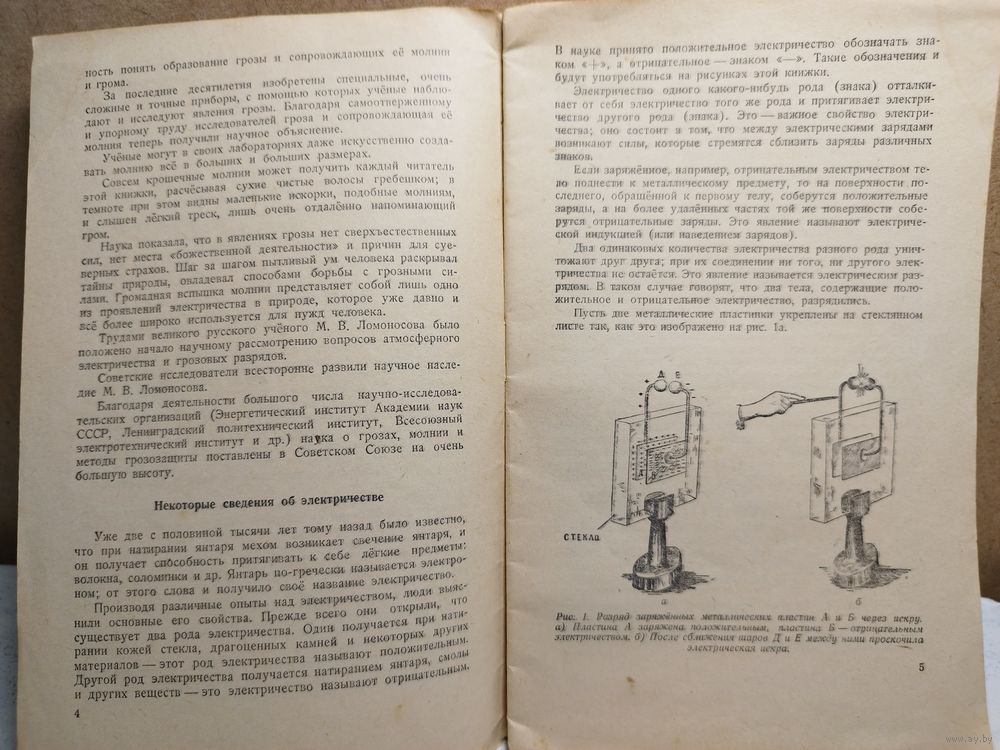 ность понять образование грозы и сопровождающих её молнии
и грома.
За последние десятилетия изобретены специальные, очень
сложные и точные приборы, с помощью которых учёные наблю-
дают и исследуют явления грозы. Благодаря самоотверженному
и упорному труду исследователей гроза и сопровождающая её
молния теперь получили научное объяснение.
Учёные могут в своих лабораториях даже искусственно созда-
вать молнию всё в больших и больших размерах.
Совсем крошечные молнии может получить каждый читатель
этой книжки, расчёсывая сухие чистые волосы гребешком; в
темноте при этом видны маленькие искорки, подобные молниям,
и слышен лёгкий треск, лишь очень отдалённо напоминающий
гром.
Наука показала, что в явлениях грозы нет сверхъестественных
сил, нет места «божественной деятельности» и причин для суе-
верных страхов. Шаг за шагом пытливый ум человека раскрывал
тайны природы, овладевал способами борьбы с грозными си-
лами. Громадная вспышка молнии представляет собой лишь одно
из проявлений электричества в природе, которое уже давно и
всё более широко используется для нужд человека.
Трудами великого русского учёного М. В. Ломоносова было
положено начало научному рассмотрению вопросов атмосферного
электричества и грозовых разрядов.
Советские исследователи всесторонне развили научное насле-
дие М. В. Ломоносова.
Благодаря деятельности большого числа научно-исследова-
тельских организаций (Энергетический институт Академии наук
СССР, Ленинградский политехнический институт, Всесоюзный
электротехнический институт и др.) наука о грозах, молнии и
методы грозозащиты поставлены в Советском Союзе на очень
большую высоту.
Некоторые сведения об электричестве
Уже две с половиной тысячи лет тому назад было известно,
что при натирании янтаря мехом возникает свечение янтаря, и
он получает способность притягивать к себе лёгкие предметы:
волокна, соломинки и др. Янтарь по-гречески называется электро-
ном; от этого слова и получило своё название электричество.
Производя различные опыты над электричеством, люди выяс-
нили основные его свойства. Прежде всего они открыли, что
существует два рода электричества. Один получается при нати-
рании кожей стекла, драгоценных камней и некоторых других
материалов — этот род электричества называют положительным.
Другой род электричества получается натиранием янтаря, смолы
и других веществ — это электричество называют отрицательным.
4
В науке принято положительное электричество обозначать зна-
ком «+», а отрицательное — знаком «—». Такие обозначения и
будут употребляться на рисунках этой книжки.
Электричество одного какого-нибудь рода (знака) отталки-
вает от себя электричество того же рода и притягивает электри-
чество другого рода (знака). Это — важное свойство электри-
чества; оно состоит в том, что между электрическими зарядами
возникают силы, которые стремятся сблизить заряды различных
знаков.
Если заряжённое, например, отрицательным электричеством те-
ло поднести к металлическому предмету, то на поверхности по-
следнего, обращённой к первому телу, соберутся положительные
заряды, а на более удалённых частях той же поверхности собе-
рутся отрицательные заряды. Это явление называют электриче-
ской индукцией (или наведением зарядов).
Два одинаковых количества электричества разного рода унич-
тожают друг друга; при их соединении ни того, ни другого элек-
тричества не остаётся. Это явление называется электрическим раз-
рядом. В таком случае говорят, что два тела, содержащие поло-
жительное и отрицательное электричество, разрядились.
Пусть две металлические пластинки укреплены на стеклянном
листе так, как это изображено на рис. 1а.
СТЕКЛО
а
б
Рис. 1. Разряд заряжённых металлических пластин А и Б через искру.
а). Пластина А заряжена положительным, пластина Б — отрицательным
электричеством. б) После сближения шаров Д и Е между ними проскочила
электрическая искра.
5
www.ay.by